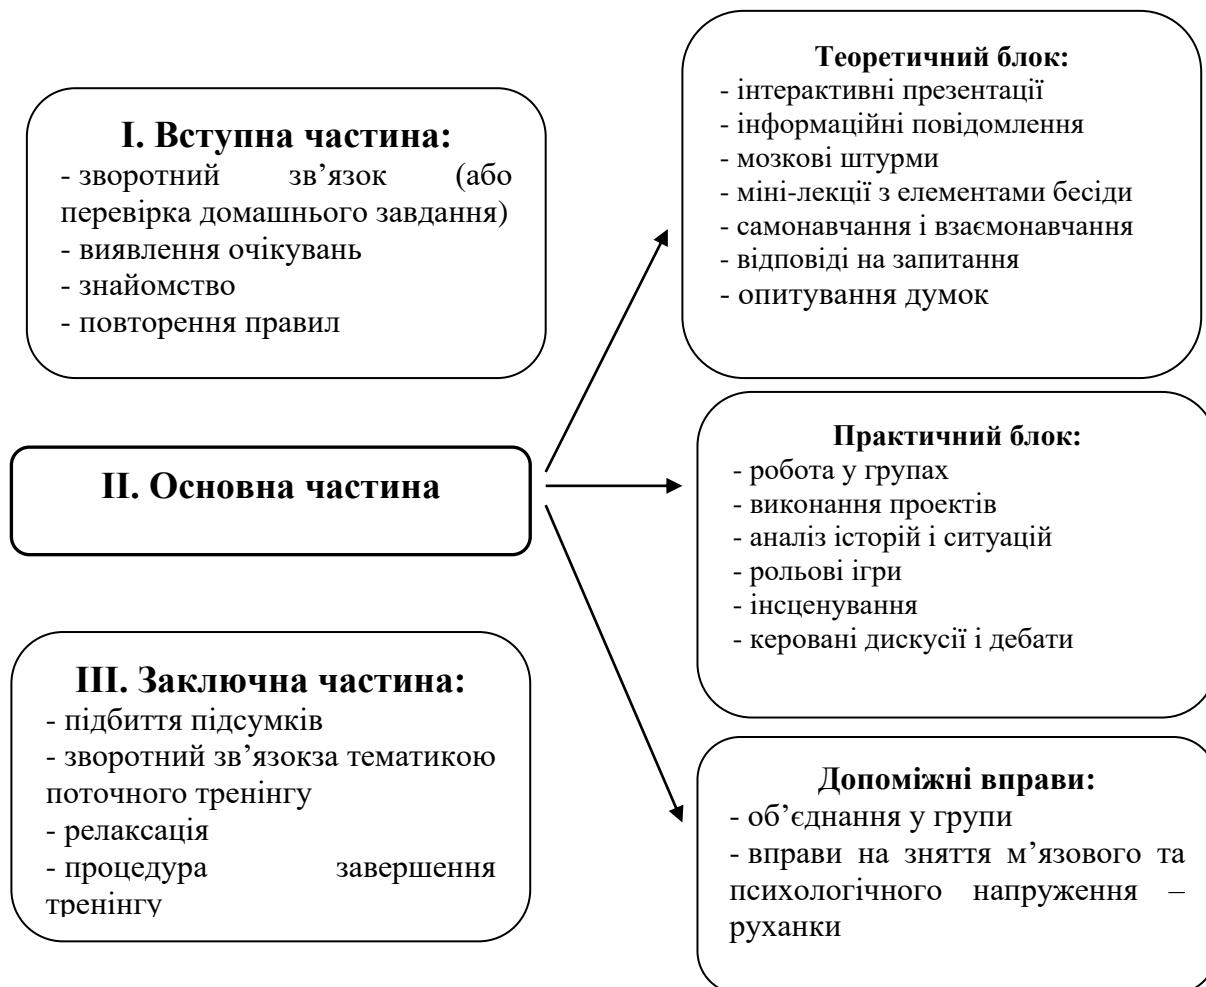 І. Вступна частина:
- зворотний зв’язок (або
перевірка домашнього завдання)
- виявлення очікувань
- знайомство
- повторення правил
ІІ. Основна частина
ІІІ. Заключна частина:
- підбиття підсумків
- зворотний зв’язокза тематикою
поточного тренінгу
- релаксація
- процедура завершення
тренінгу
Теоретичний блок:
- інтерактивні презентації
- інформаційні повідомлення
- мозкові штурми
- міні-лекції з елементами бесіди
- самонавчання і взаємонавчання
- відповіді на запитання
- опитування думок
Практичний блок:
- робота у групах
- виконання проектів
- аналіз історій і ситуацій
- рольові ігри
- інсценування
- керовані дискусії і дебати
Допоміжні вправи:
- об’єднання у групи
- вправи на зняття м’язового та
психологічного напруження –
руханки